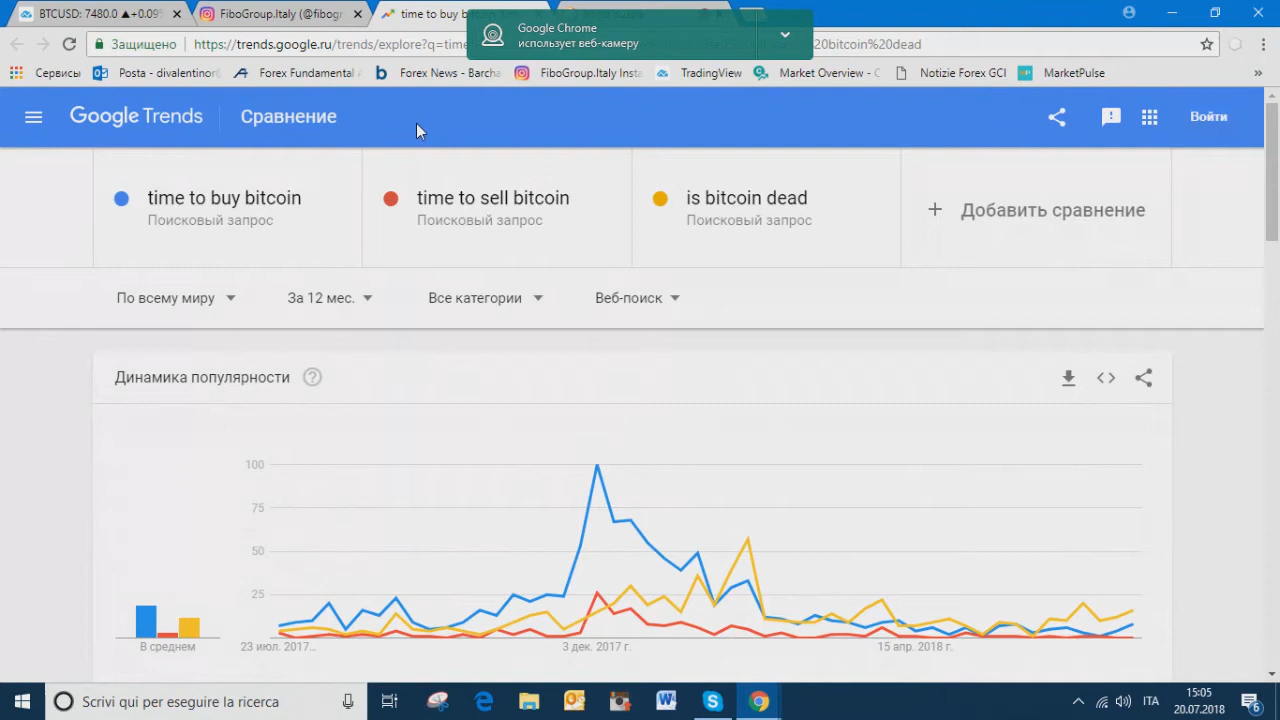 BTCUSD: 7480.0 ▲+0.09%
FiboGroup.Italy (@fibogr
time to buy bitcoin, tim
Google Chrome
использует веб-камеру
Защищено
https://trends.google.ru/trends/explore?q=time
20bitcoin%20dead
Сервисы
Posta - divalentinor@
Forex Fundamental A
Forex News - Barcha
FiboGroup.Italy Insta
TradingView
Market Overview - C
Notizie Forex GCI
MarketPulse
»
Google Trends
Сравнение
Войти
time to buy bitcoin
Поисковый запрос
time to sell bitcoin
Поисковый запрос
is bitcoin dead
Поисковый запрос
+ Добавить сравнение
По всему миру
За 12 мес.
Все категории
Веб-поиск
Динамика популярности
?
100
75
50
25
В среднем
23 июл. 2017...
3 дек. 2017 г.
15 апр. 2018 г.
Scrivi qui per eseguire la ricerca
ITA
15:05
20.07.2018
6